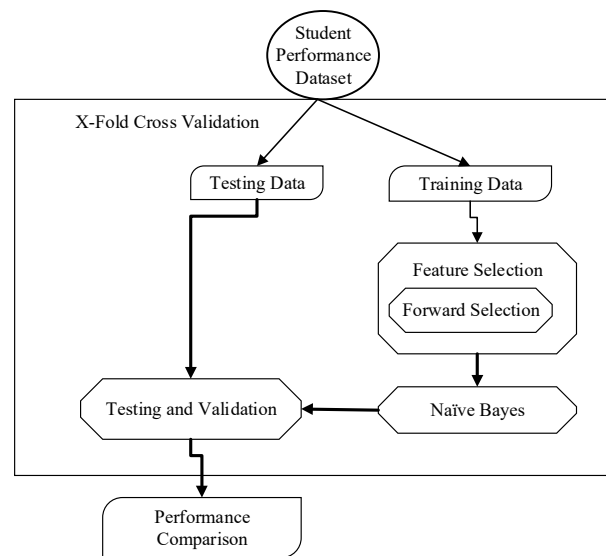 Student
Performance
Dataset
X-Fold Cross Validation
Testing Data
Training Data
Feature Selection
Forward Selection
Testing and Validation
Naïve Bayes
Performance
Comparison